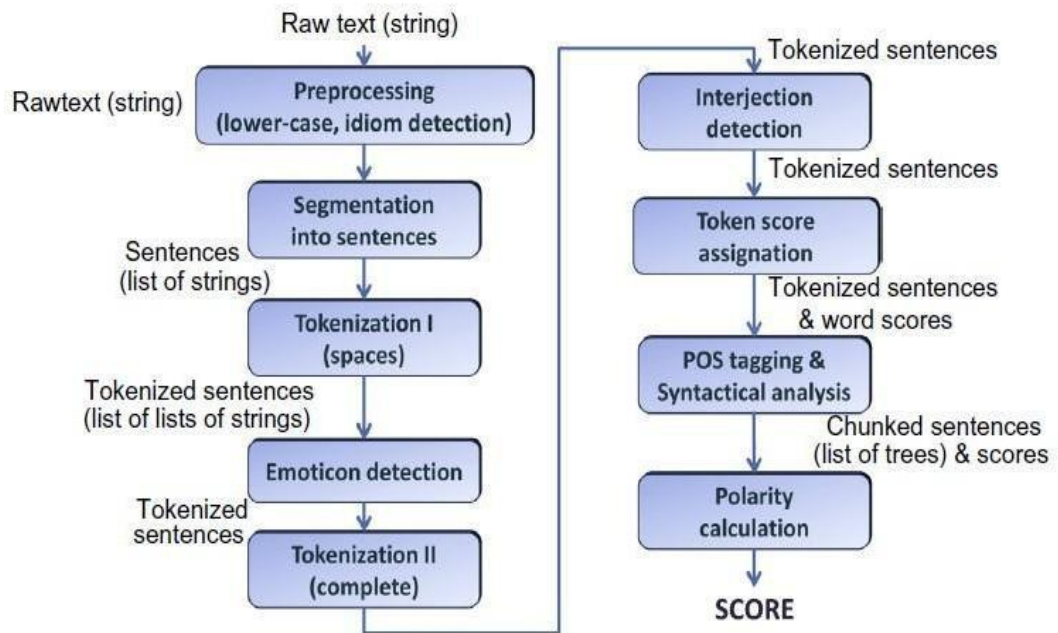 Raw text (string)
Preprocessing
(lower-case, idiom detection)
Rawtext (string)
Segmentation
into sentences
Sentences
(list of strings)
Tokenization I
(spaces)
Tokenized sentences
(list of lists of strings)
Emoticon detection
Tokenized
sentences
Tokenization II
(complete)
Tokenized sentences
Interjection
detection
Tokenized sentences
Token score
assignation
Tokenized sentences
& word scores
POS tagging &
Syntactical analysis
Chunked sentences
(list of trees) & scores
Polarity
calculation
SCORE